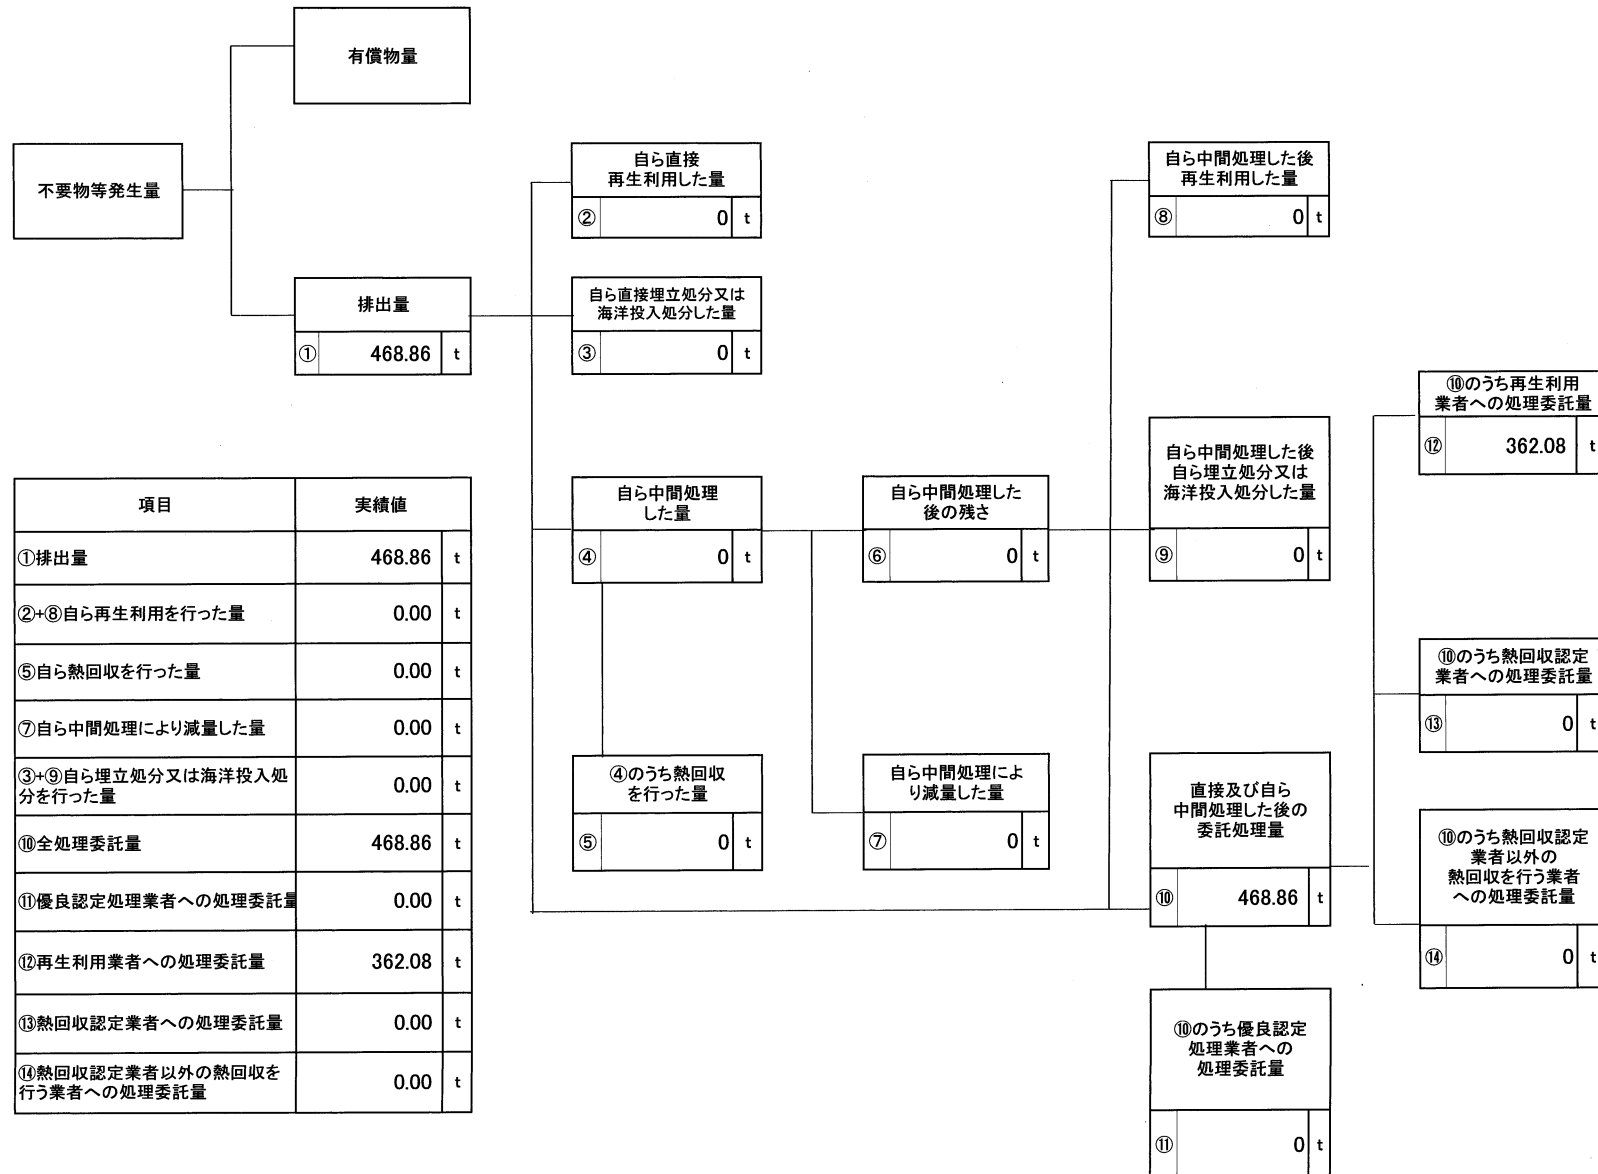 有償物量
不要物等発生量
排出量
① 468.86 t
自ら直接
再生利用した量
② 0 t
自ら直接埋立処分又は
海洋投入処分した量
③ 0 t
自ら中間処理
した量
④ 0 t
④のうち熱回収
を行った量
⑤ 0 t
自ら中間処理した
後の残さ
⑥ 0 t
自ら中間処理によ
り減量した量
⑦ 0 t
自ら中間処理した後
再生利用した量
⑧ 0 t
自ら中間処理した後
自ら埋立処分又は
海洋投入処分した量
⑨ 0 t
直接及び自ら
中間処理した後の
委託処理量
⑩ 468.86 t
⑩のうち優良認定
処理業者への
処理委託量
⑪ 0 t
⑩のうち再生利用
業者への処理委託量
⑫ 362.08 t
⑩のうち熱回収認定
業者への処理委託量
⑬ 0 t
⑩のうち熱回収認定
業者以外の
熱回収を行う業者
への処理委託量
⑭ 0 t
項目 実績値
①排出量 468.86 t
②+⑧自ら再生利用を行った量 0.00 t
⑤自ら熱回収を行った量 0.00 t
⑦自ら中間処理により減量した量 0.00 t
③+⑨自ら埋立処分又は海洋投入処
分を行った量 0.00 t
⑩全処理委託量 468.86 t
⑪優良認定処理業者への処理委託量 0.00 t
⑫再生利用業者への処理委託量 362.08 t
⑬熱回収認定業者への処理委託量 0.00 t
⑭熱回収認定業者以外の熱回収を
行う業者への処理委託量 0.00 t